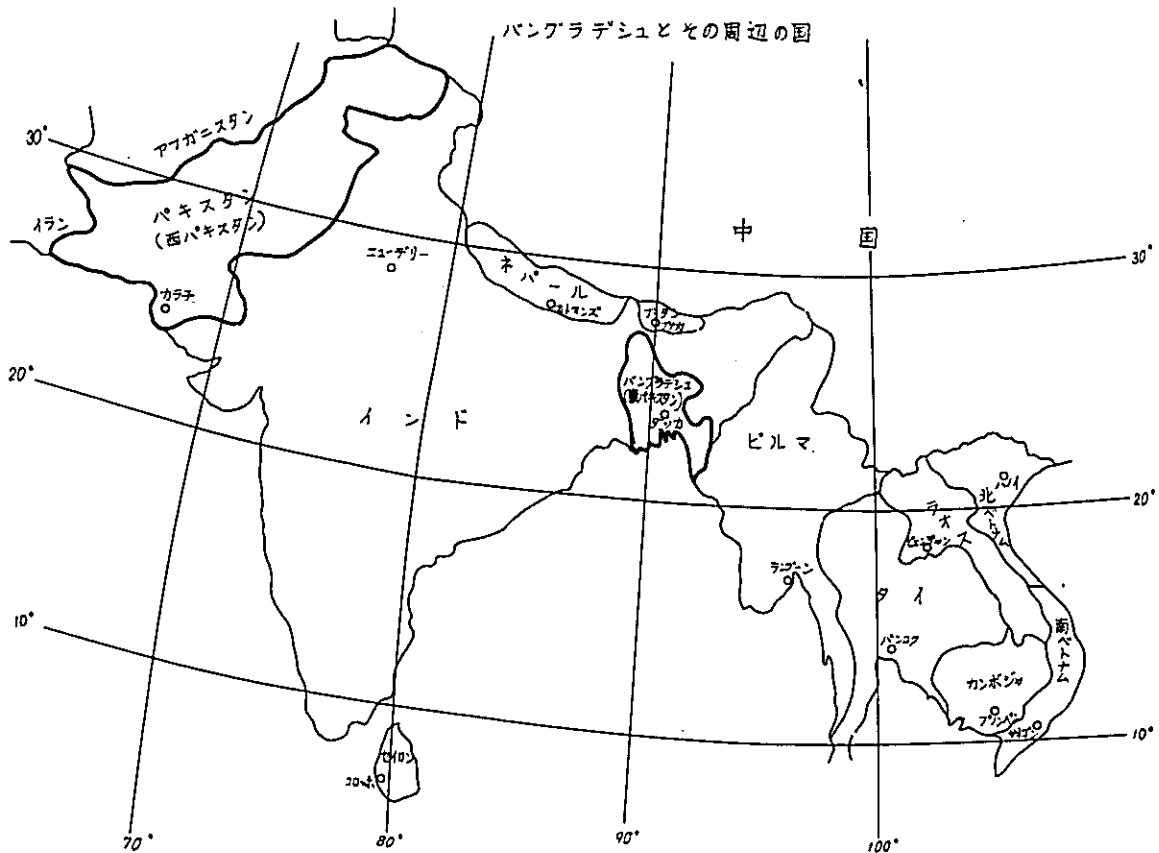 バングラデシュとその周辺の国
アフガニスタン
30°
パキスタン
(西パキスタン)
イラン
カラチ
ニューデリー
中国
30°
ネパール
カトマンズ
ブータン
プナカ
20°
バングラデシュ
(東パキスタン)
ダッカ
インド
ビルマ
ハノイ
北ベトナム
20°
ラオス
ビエンチャン
ラングーン
タイ
10°
バンコク
南ベトナム
カンボジャ
プノンペン
サイゴン
10°
セイロン
コロンボ
70°
80°
90°
100°